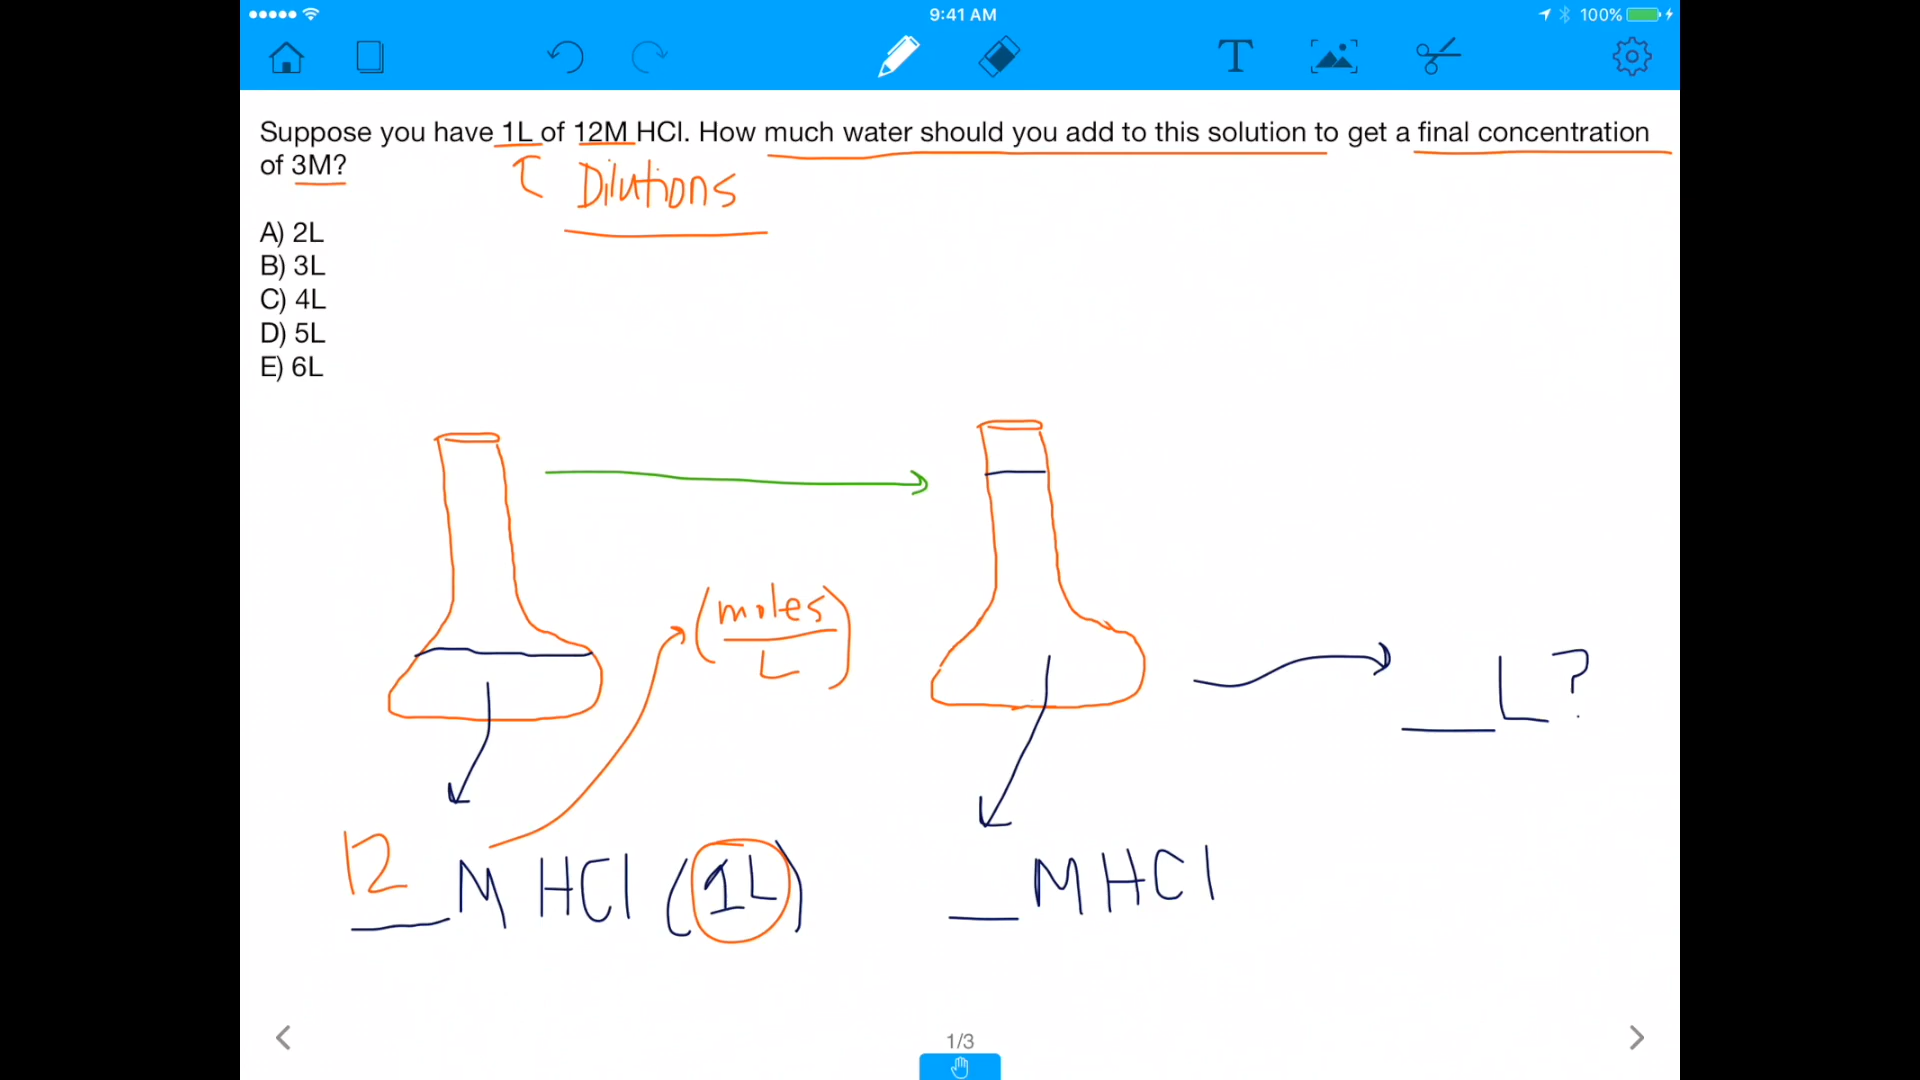 9:41 AM
100%
T
Suppose you have 1L of 12M HCl. How much water should you add to this solution to get a final concentration
of 3M?
Dilutions
A) 2L
B) 3L
C) 4L
D) 5L
E) 6L
(moles
L)
__L?
12 M HCl (1L)
__M HCl
1/3